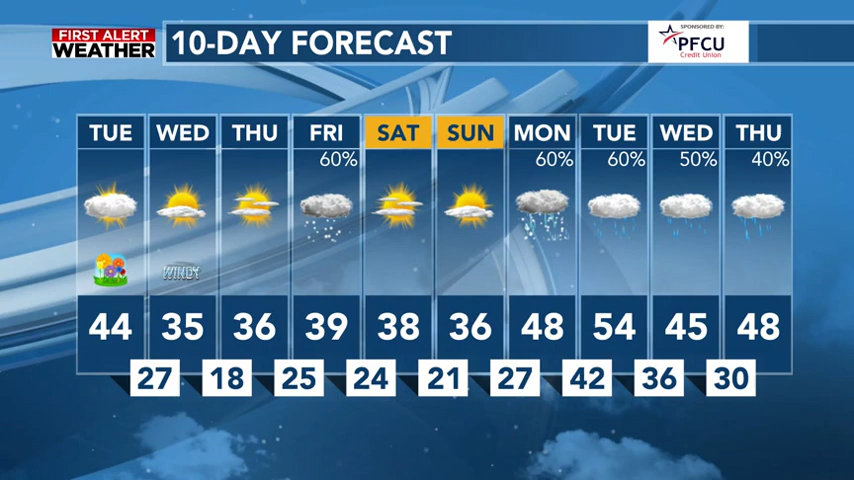 FIRST ALERT
WEATHER
10-DAY FORECAST
SPONSORED BY:
PFCU
Credit Union
TUE WED THU FRI SAT SUN MON TUE WED THU
60% 60% 60% 50% 40%
WINDY
44 35 36 39 38 36 48 54 45 48
27 18 25 24 21 27 42 36 30